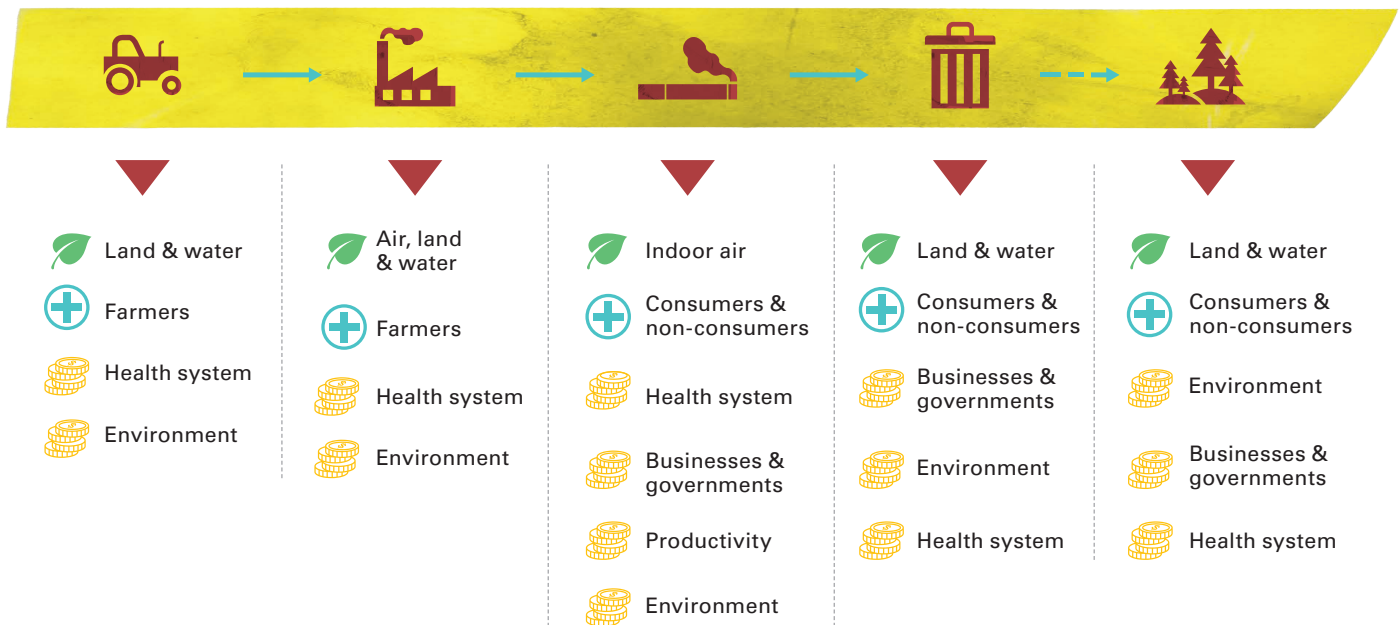 Land & water
Farmers
Health system
Environment
Air, land
& water
Farmers
Health system
Environment
Indoor air
Consumers &
non-consumers
Health system
Businesses &
governments
Productivity
Environment
Land & water
Consumers &
non-consumers
Businesses &
governments
Environment
Health system
Land & water
Consumers &
non-consumers
Environment
Businesses &
governments
Health system